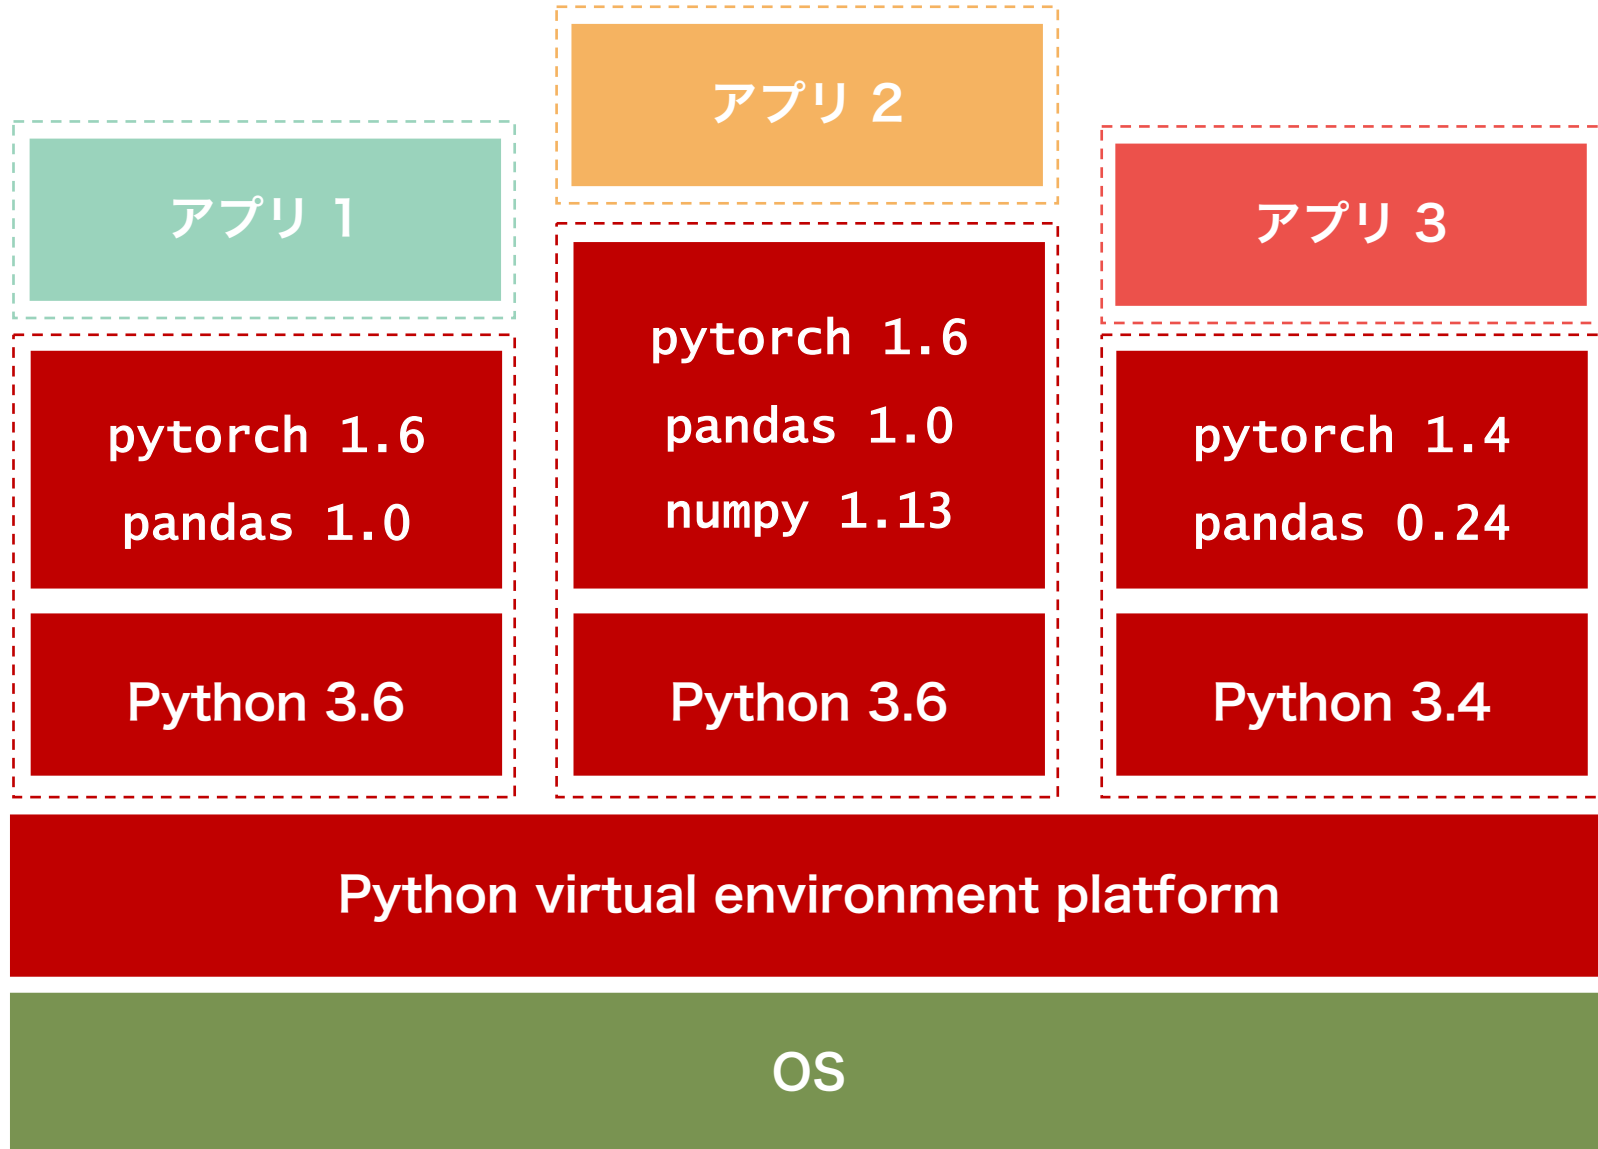 アプリ 1
pytorch 1.6
pandas 1.0
Python 3.6
アプリ 2
pytorch 1.6
pandas 1.0
numpy 1.13
Python 3.6
アプリ 3
pytorch 1.4
pandas 0.24
Python 3.4
Python virtual environment platform
OS